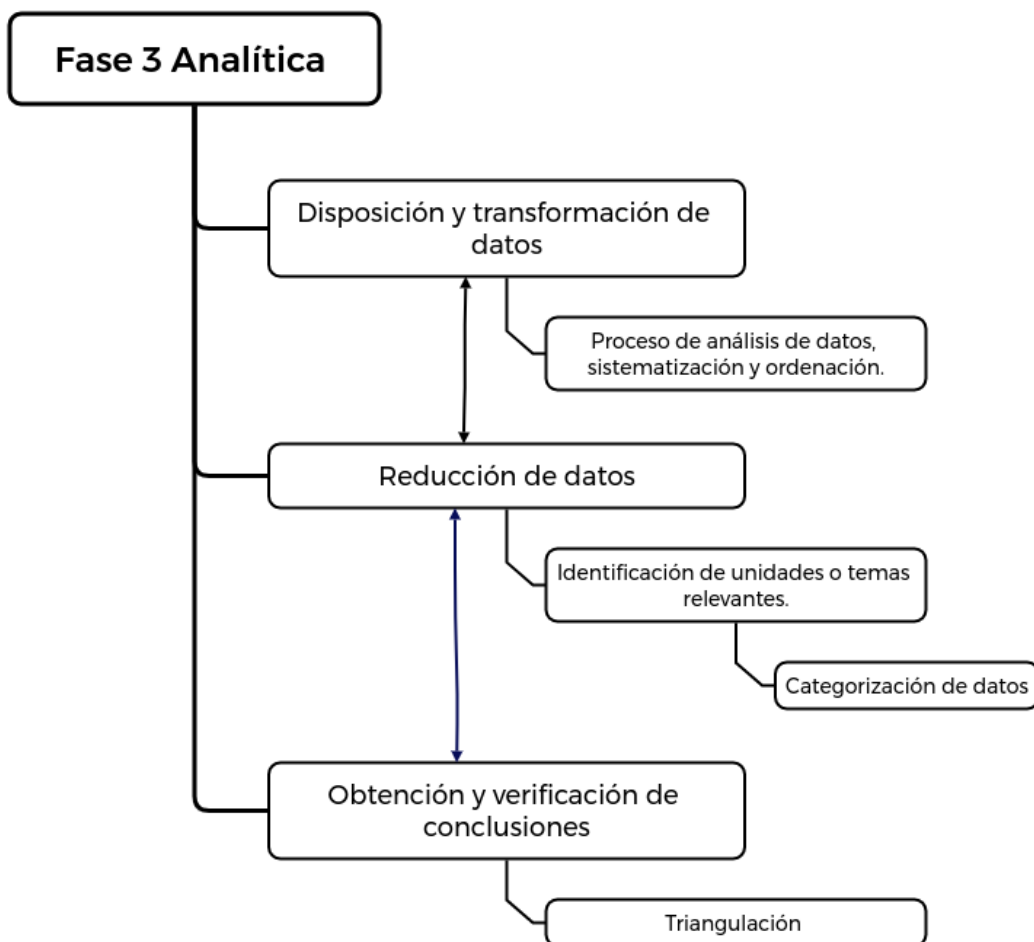 Fase 3 Analítica
Disposición y transformación de
datos
Proceso de análisis de datos,
sistematización y ordenación.
Reducción de datos
Identificación de unidades o temas
relevantes.
Categorización de datos
Obtención y verificación de
conclusiones
Triangulación